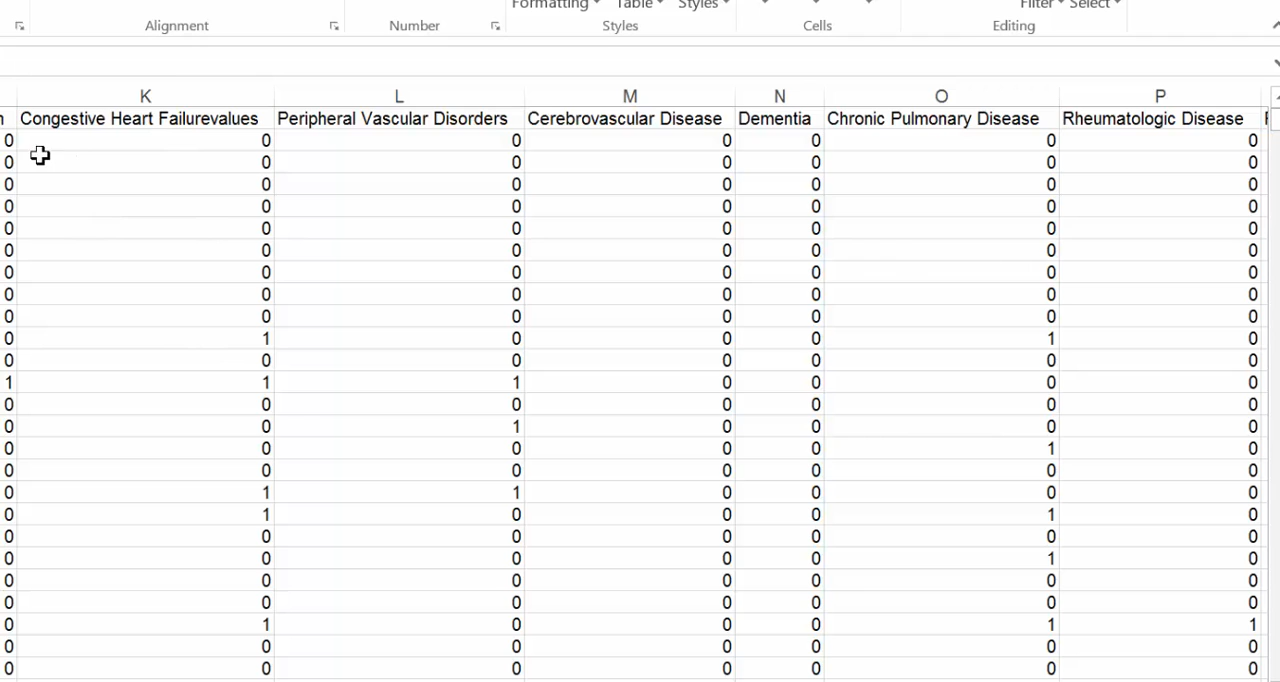 Formatting Table Styles Filter Select
Alignment Number Styles Cells Editing
K L M N O P
Congestive Heart Failurevalues Peripheral Vascular Disorders Cerebrovascular Disease Dementia Chronic Pulmonary Disease Rheumatologic Disease
0 0 0 0 0 0 0
0 0 0 0 0 0 0
0 0 0 0 0 0 0
0 0 0 0 0 0 0
0 0 0 0 0 0 0
0 0 0 0 0 0 0
0 0 0 0 0 0 0
0 0 0 0 0 0 0
0 0 0 0 0 0 0
0 1 0 0 0 1 0
0 0 0 0 0 0 0
1 1 1 0 0 0 0
0 0 0 0 0 0 0
0 0 1 0 0 0 0
0 0 0 0 0 1 0
0 0 0 0 0 0 0
0 1 1 0 0 0 0
0 1 0 0 0 1 0
0 0 0 0 0 0 0
0 0 0 0 0 1 0
0 0 0 0 0 0 0
0 0 0 0 0 0 0
0 1 0 0 0 1 1
0 0 0 0 0 0 0
0 0 0 0 0 0 0